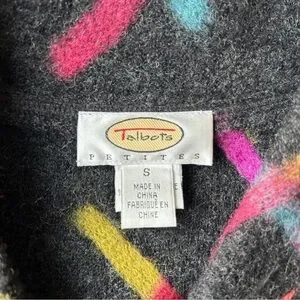 Talbots
PETITES
S
MADE IN
CHINA
FABRIQUÉ EN
CHINE